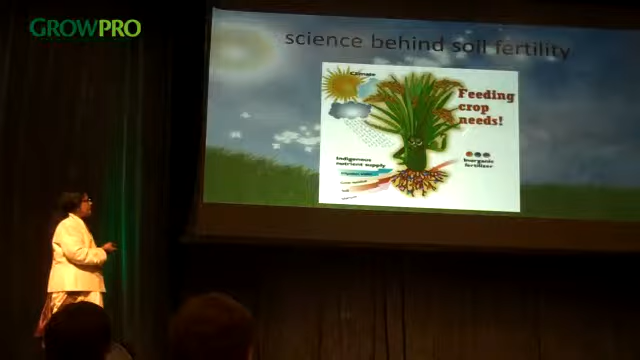 GROWPRO
science behind soil fertility
Climate
Feeding
crop
needs!
Indigenous
nutrient supply
Inorganic
fertilizer